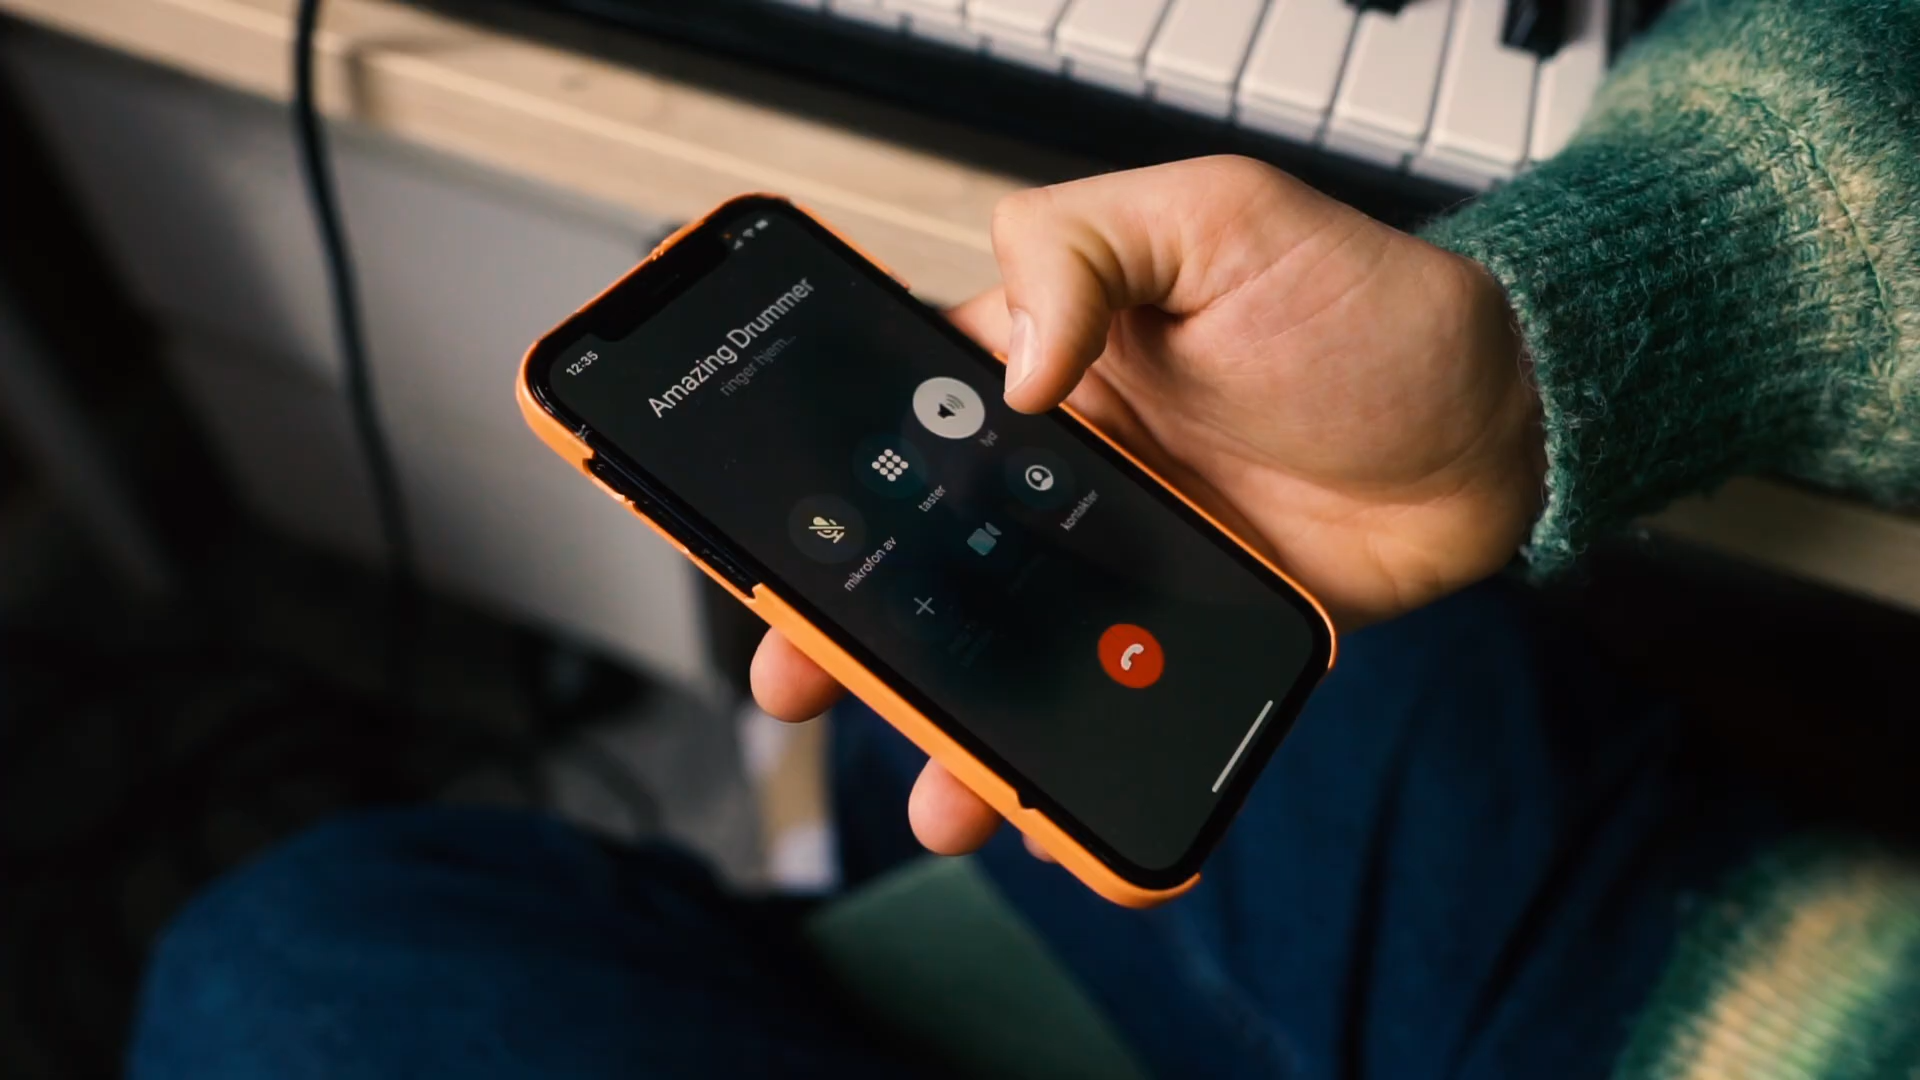 12:35
Amazing Drummer
ringer hjem...
mikrofon av
taster
lyd
kontakter